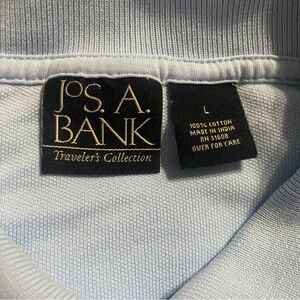 JOS. A.
BANK
Traveler's Collection
L
100% COTTON
MADE IN INDIA
RN 31608
OVER FOR CARE